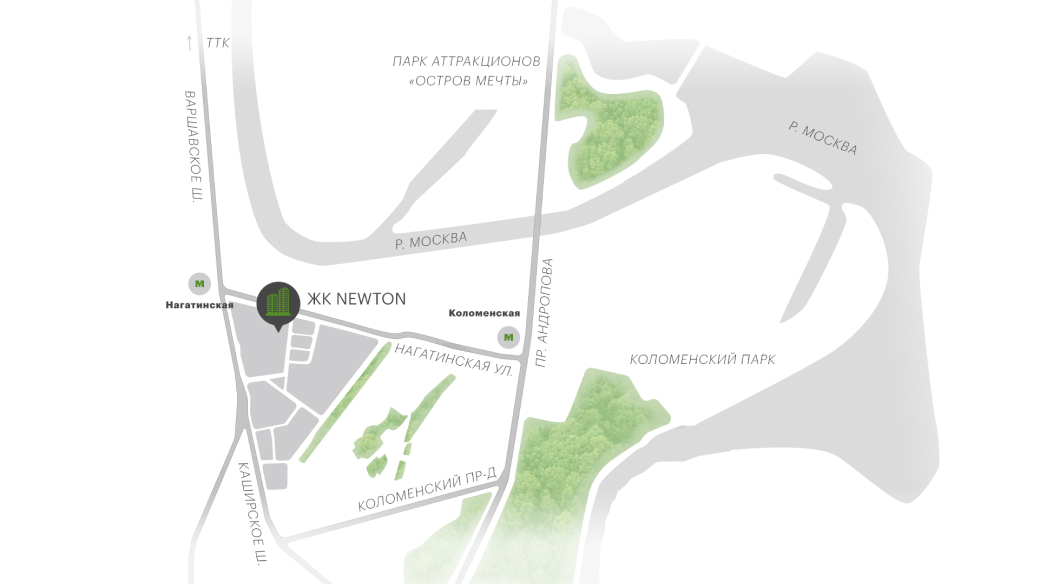 ТТК
ПАРК АТТРАКЦИОНОВ
«ОСТРОВ МЕЧТЫ»
ВАРШАВСКОЕ Ш.
Р. МОСКВА
Р. МОСКВА
М
Нагатинская
ЖК NEWTON
Коломенская
М
ПР. АНДРОПОВА
НАГАТИНСКАЯ УЛ.
КОЛОМЕНСКИЙ ПАРК
КОЛОМЕНСКИЙ ПР-Д
КАШИРСКОЕ Ш.